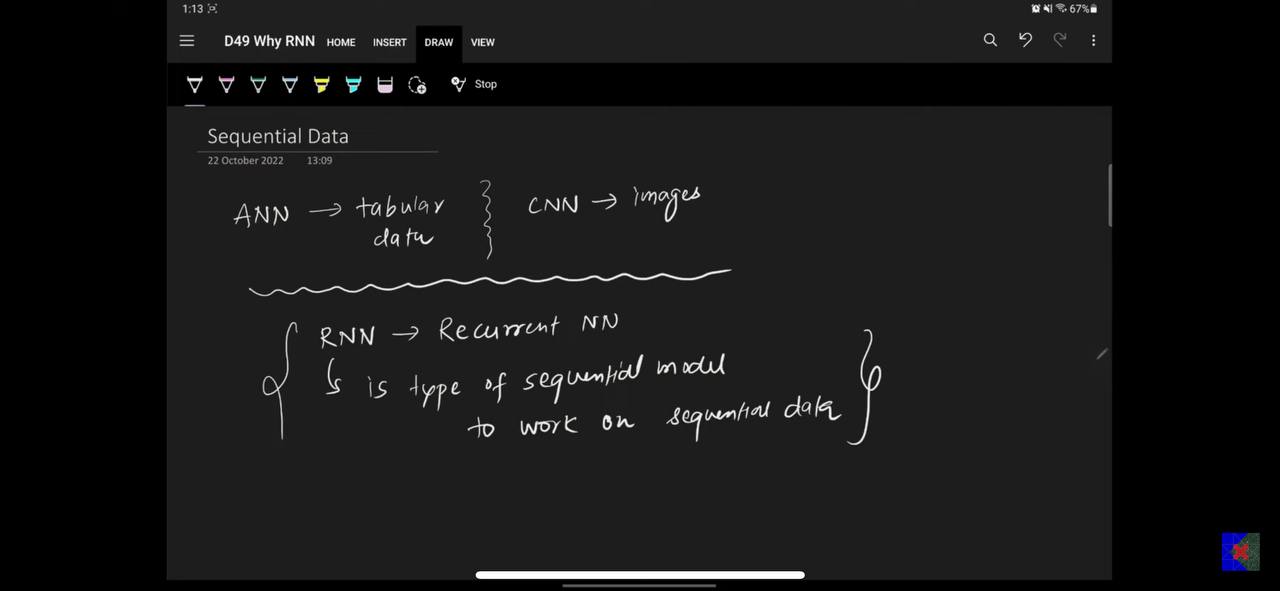 1:13
67%
D49 Why RNN HOME INSERT DRAW VIEW
Stop
Sequential Data
22 October 2022 13:09
ANN → tabular data
CNN → images
RNN → Recurrent NN
↳ is type of sequential model
to work on sequential data